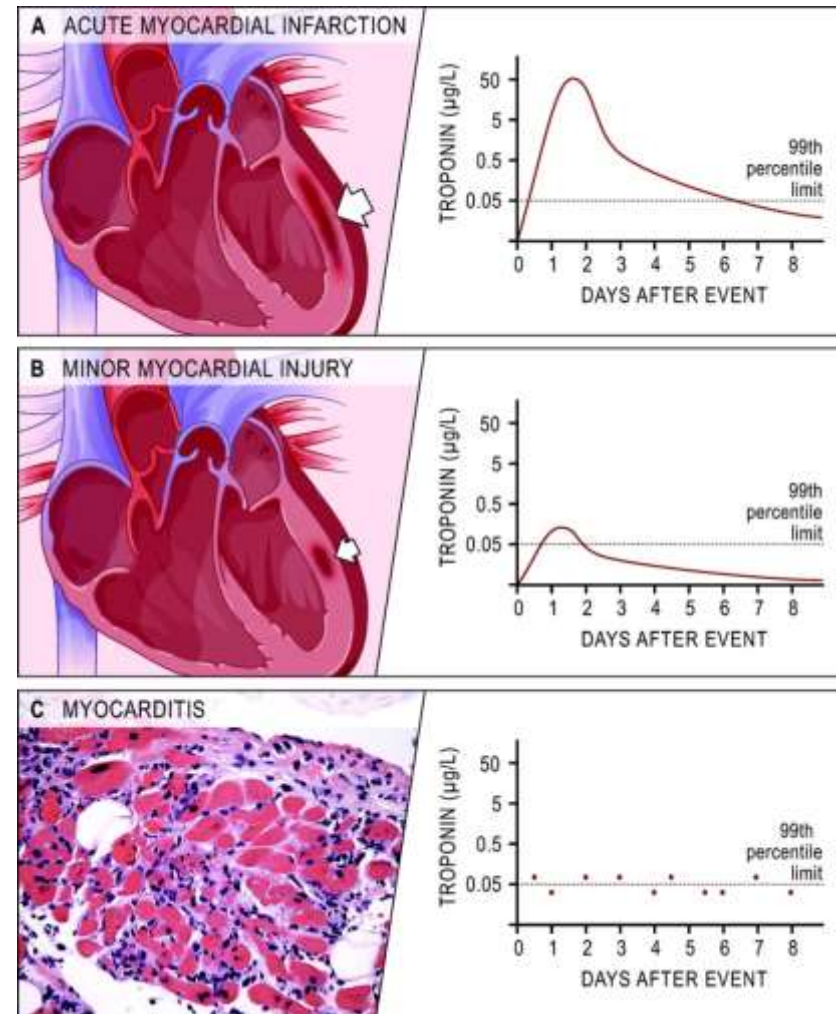 A ACUTE MYOCARDIAL INFARCTION
TROPONIN (µg/L)
50
5
0.5
0.05
99th
percentile
limit
0 1 2 3 4 5 6 7 8
DAYS AFTER EVENT
B MINOR MYOCARDIAL INJURY
TROPONIN (µg/L)
50
5
0.5
0.05
99th
percentile
limit
0 1 2 3 4 5 6 7 8
DAYS AFTER EVENT
C MYOCARDITIS
TROPONIN (µg/L)
50
5
0.5
0.05
99th
percentile
limit
0 1 2 3 4 5 6 7 8
DAYS AFTER EVENT